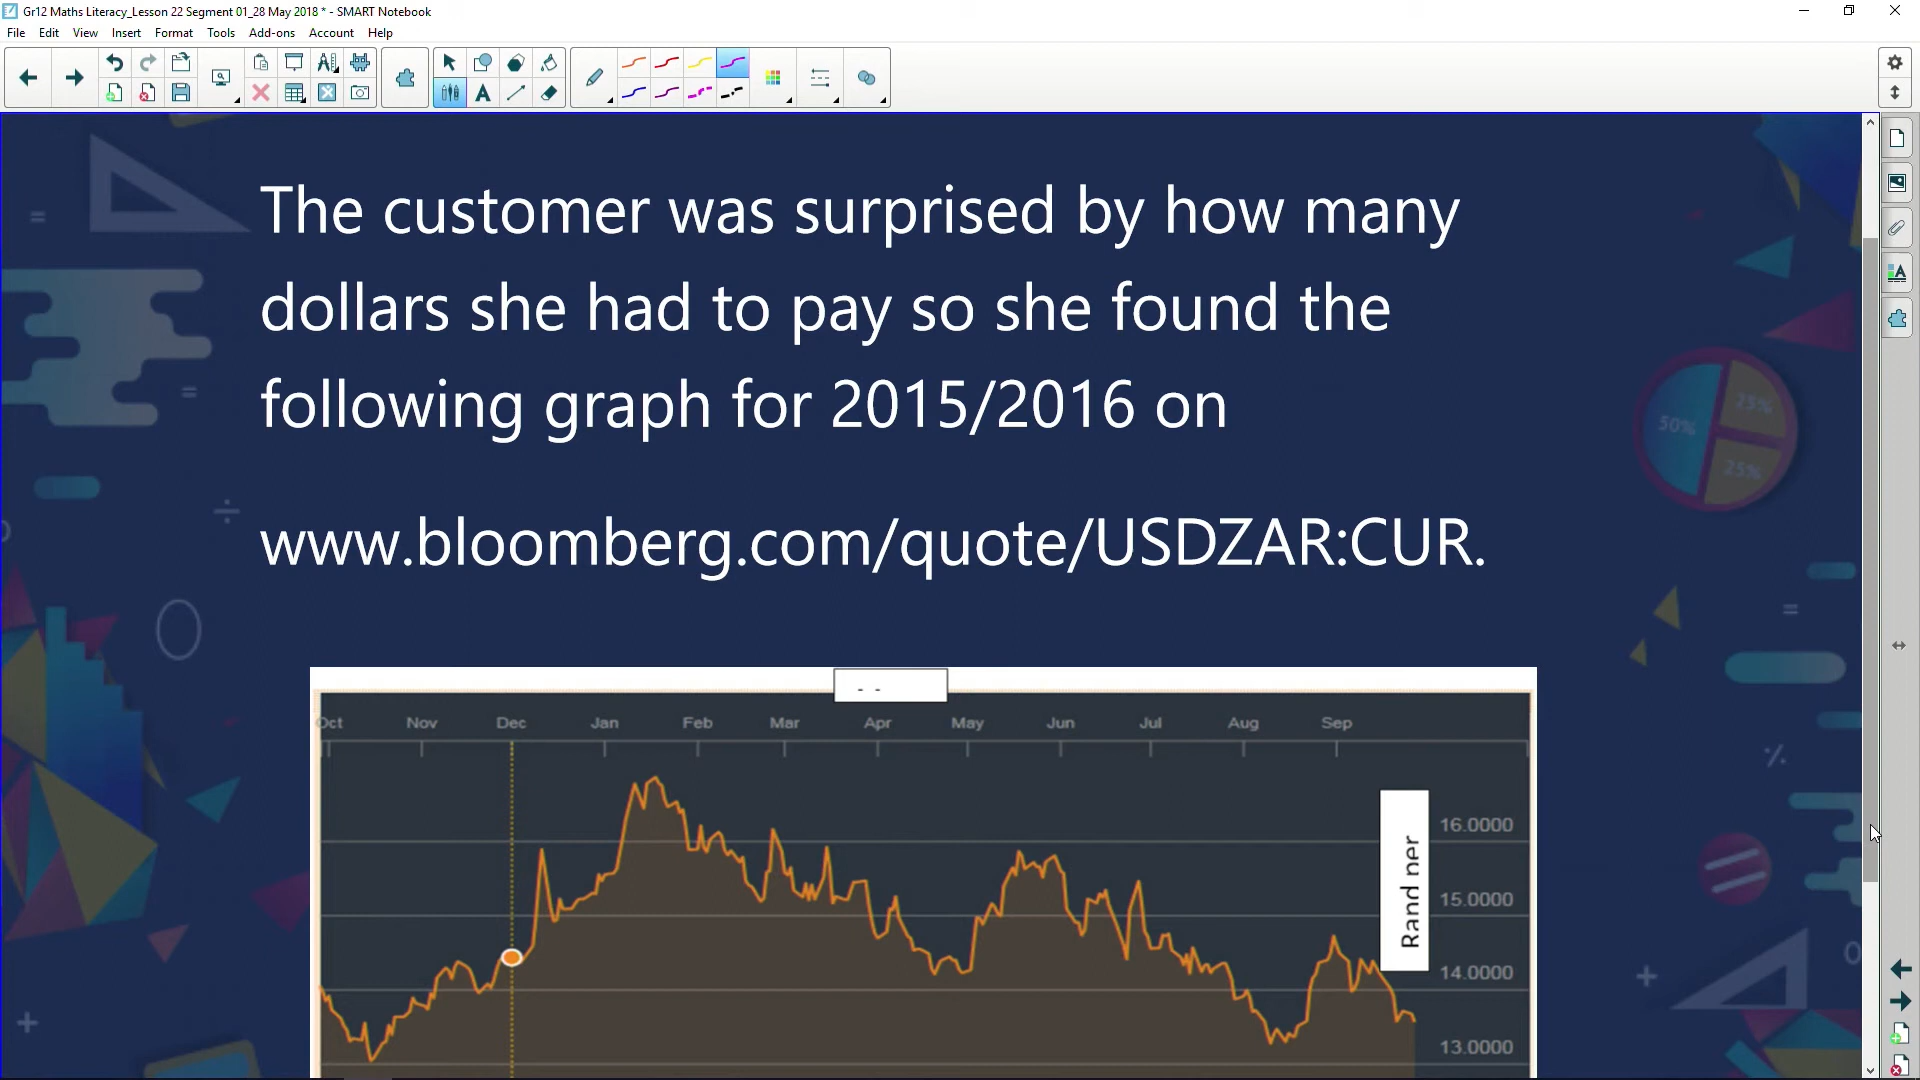 Gr12 Maths Literacy_Lesson 22 Segment 01_28 May 2018 * - SMART Notebook
File Edit View Insert Format Tools Add-ons Account Help
The customer was surprised by how many
dollars she had to pay so she found the
following graph for 2015/2016 on
www.bloomberg.com/quote/USDZAR:CUR.
50% 25%
25%
- -
Oct Nov Dec Jan Feb Mar Apr May Jun Jul Aug Sep
16.0000
15.0000
14.0000
13.0000
Rand